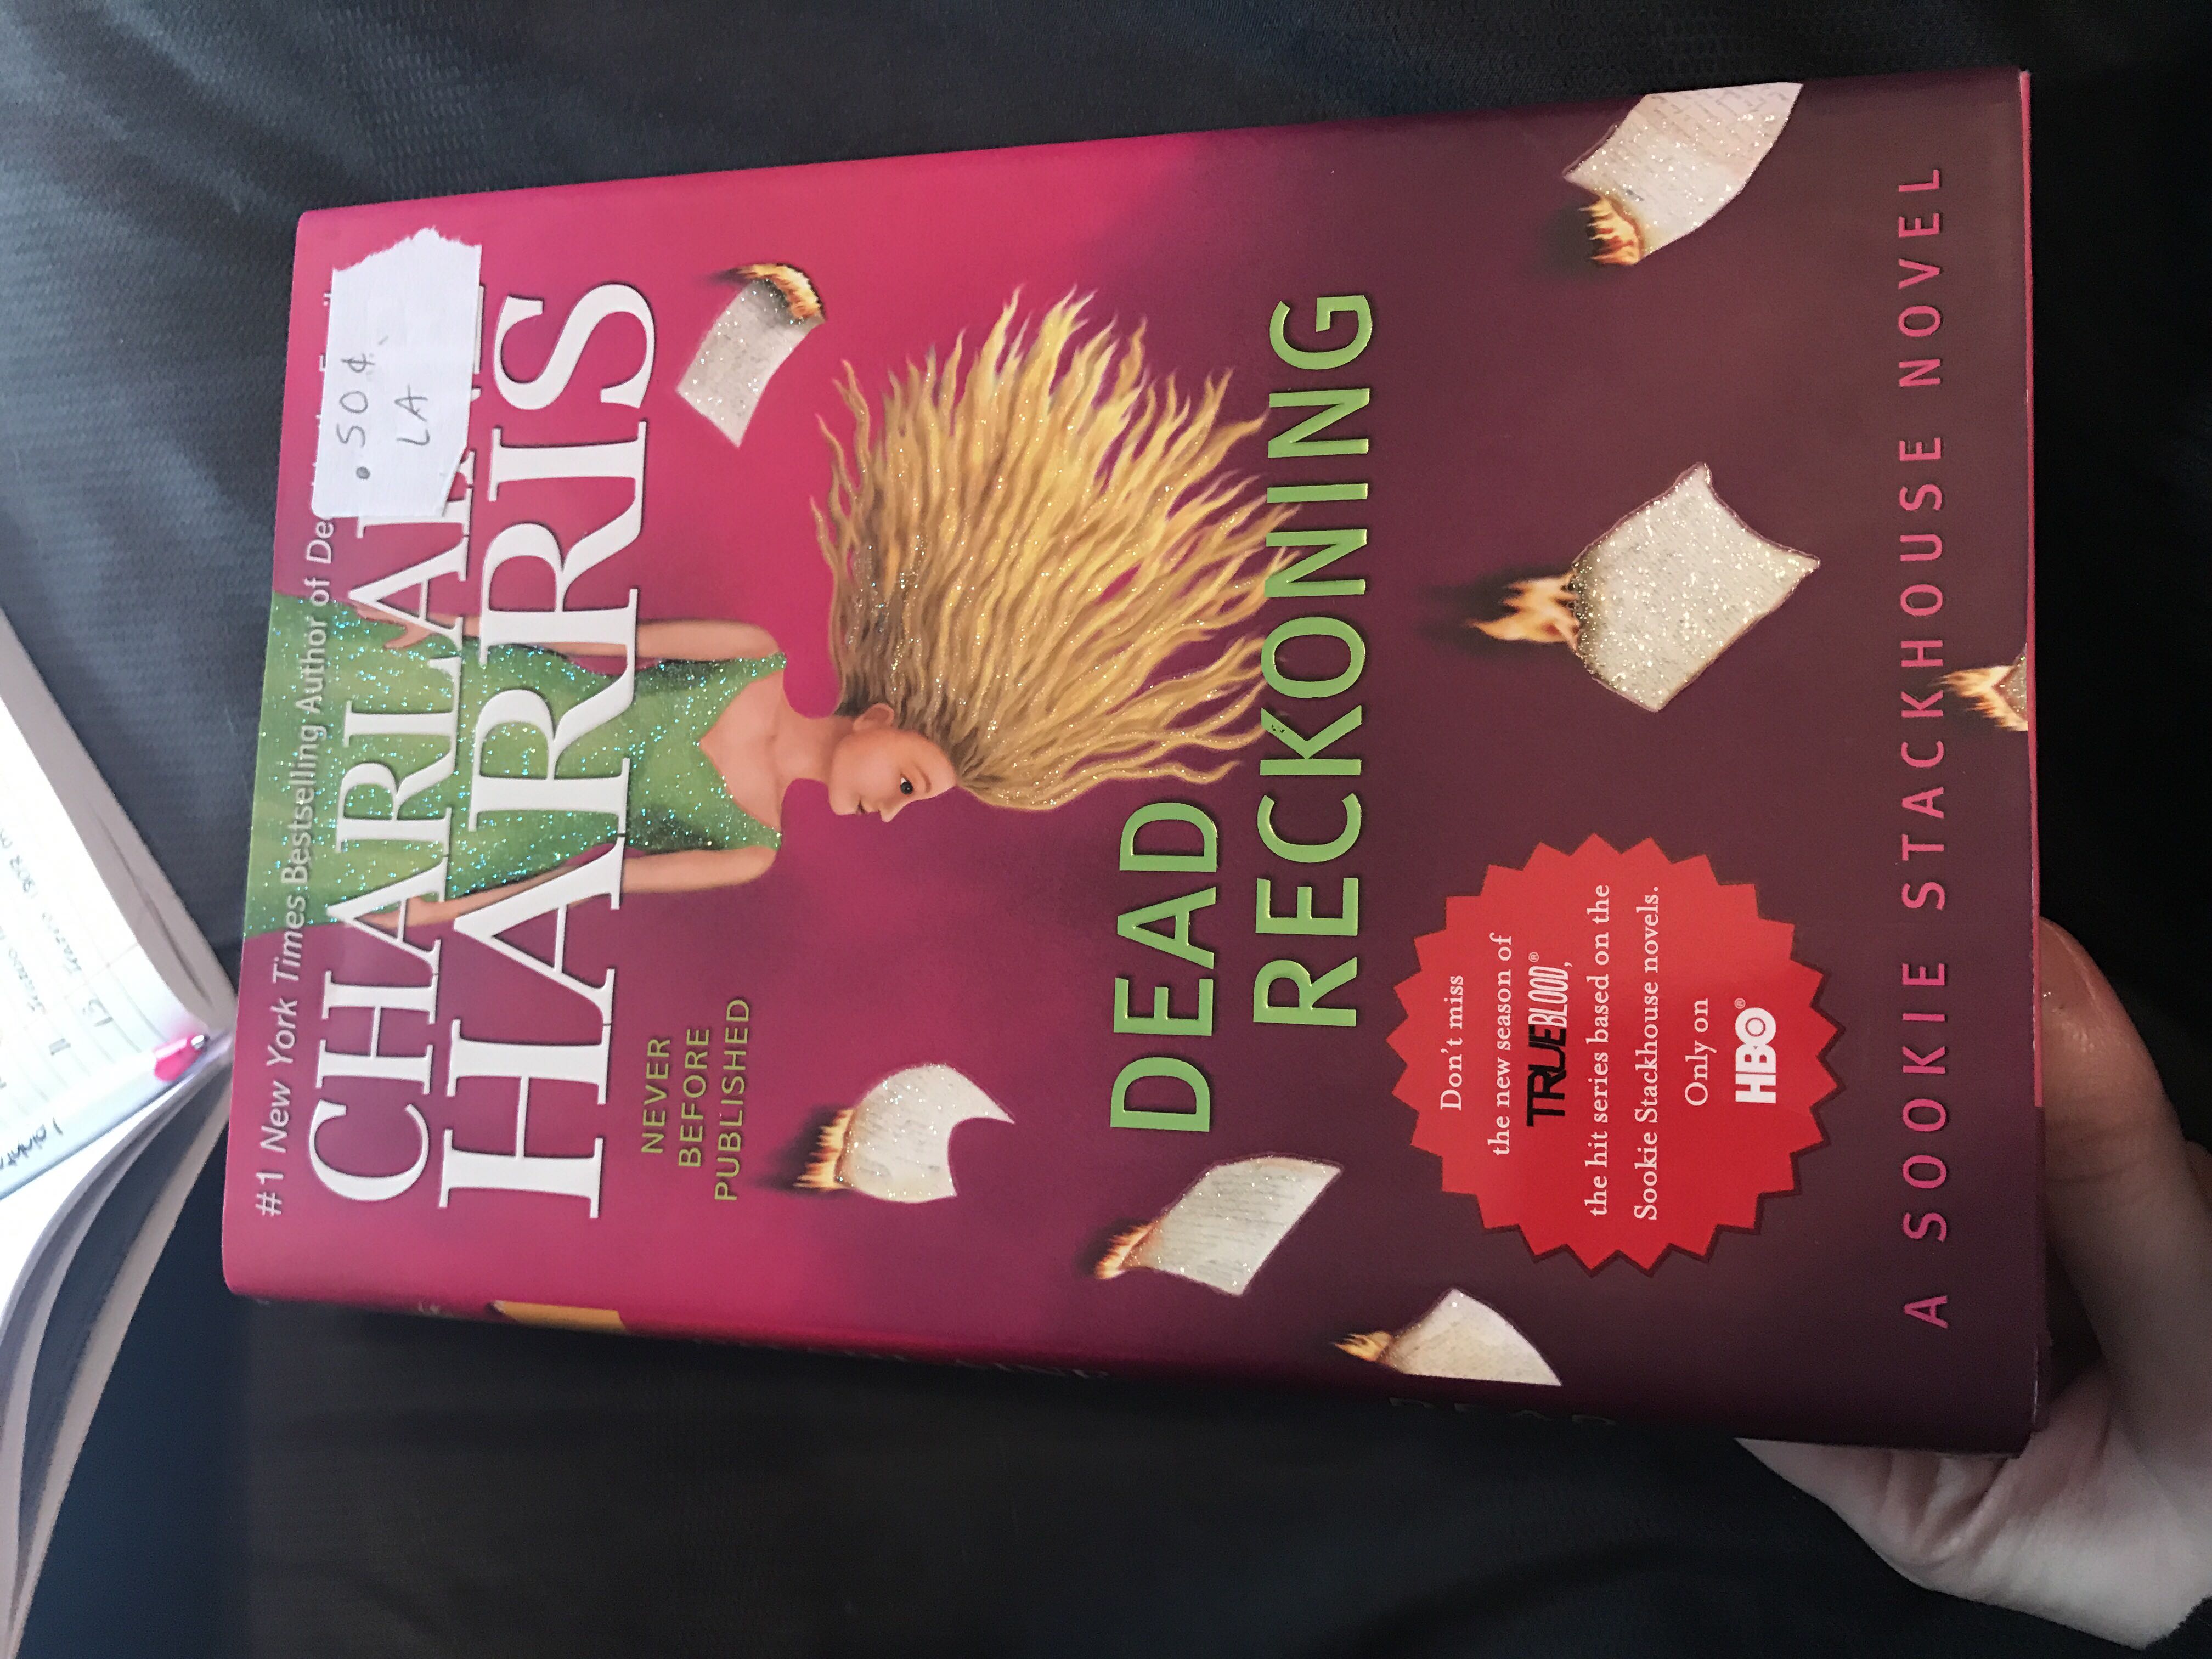 #1 New York Times Bestselling Author of
.50¢
LA
CHARLAINE
HARRIS
NEVER
BEFORE
PUBLISHED
DEAD
RECKONING
Don't miss
the new season of
TRUEBLOOD®,
the hit series based on the
Sookie Stackhouse novels.
Only on
HBO®
A SOOKIE STACKHOUSE NOVEL